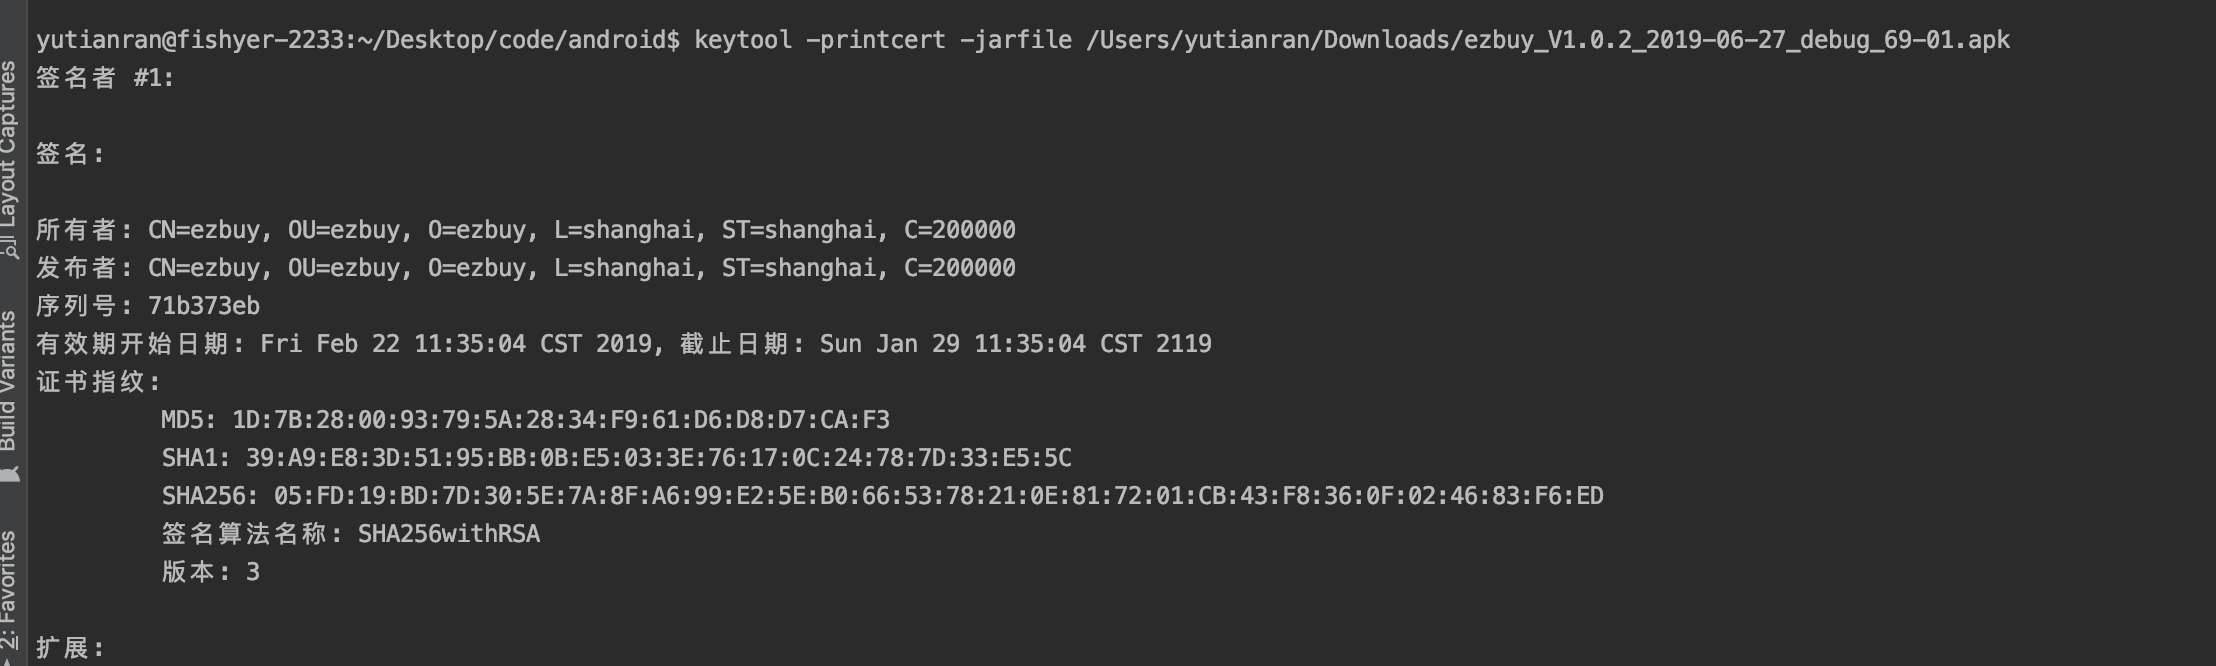 yutianran@fishyer-2233:~/Desktop/code/android$ keytool -printcert -jarfile /Users/yutianran/Downloads/ezbuy_V1.0.2_2019-06-27_debug_69-01.apk
签名者 #1:
签名:
所有者: CN=ezbuy, OU=ezbuy, O=ezbuy, L=shanghai, ST=shanghai, C=200000
发布者: CN=ezbuy, OU=ezbuy, O=ezbuy, L=shanghai, ST=shanghai, C=200000
序列号: 71b373eb
有效期开始日期: Fri Feb 22 11:35:04 CST 2019, 截止日期: Sun Jan 29 11:35:04 CST 2119
证书指纹:
MD5: 1D:7B:28:00:93:79:5A:28:34:F9:61:D6:D8:D7:CA:F3
SHA1: 39:A9:E8:3D:51:95:BB:0B:E5:03:3E:76:17:0C:24:78:7D:33:E5:5C
SHA256: 05:FD:19:BD:7D:30:5E:7A:8F:A6:99:E2:5E:B0:66:53:78:21:0E:81:72:01:CB:43:F8:36:0F:02:46:83:F6:ED
签名算法名称: SHA256withRSA
版本: 3
扩展:
Layout Captures
Build Variants
2: Favorites